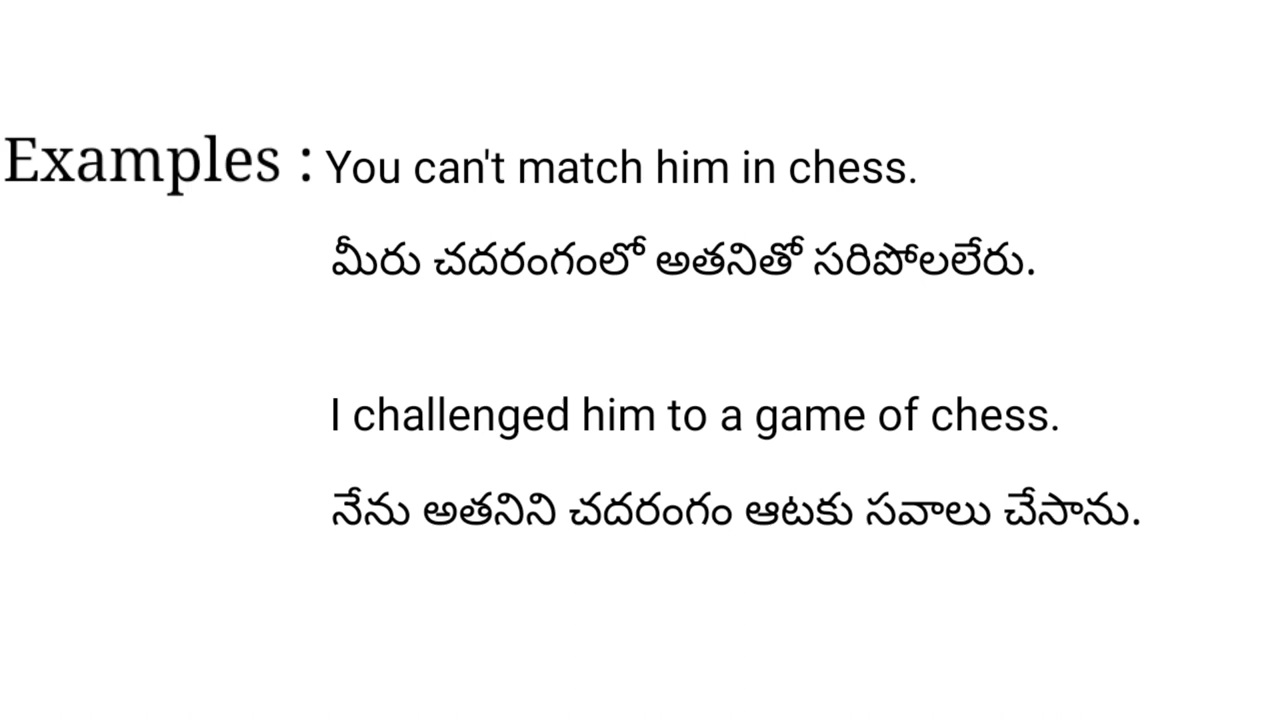 Examples : You can't match him in chess.
మీరు చదరంగంలో అతనితో సరిపోలలేరు.
I challenged him to a game of chess.
నేను అతనిని చదరంగం ఆటకు సవాలు చేసాను.